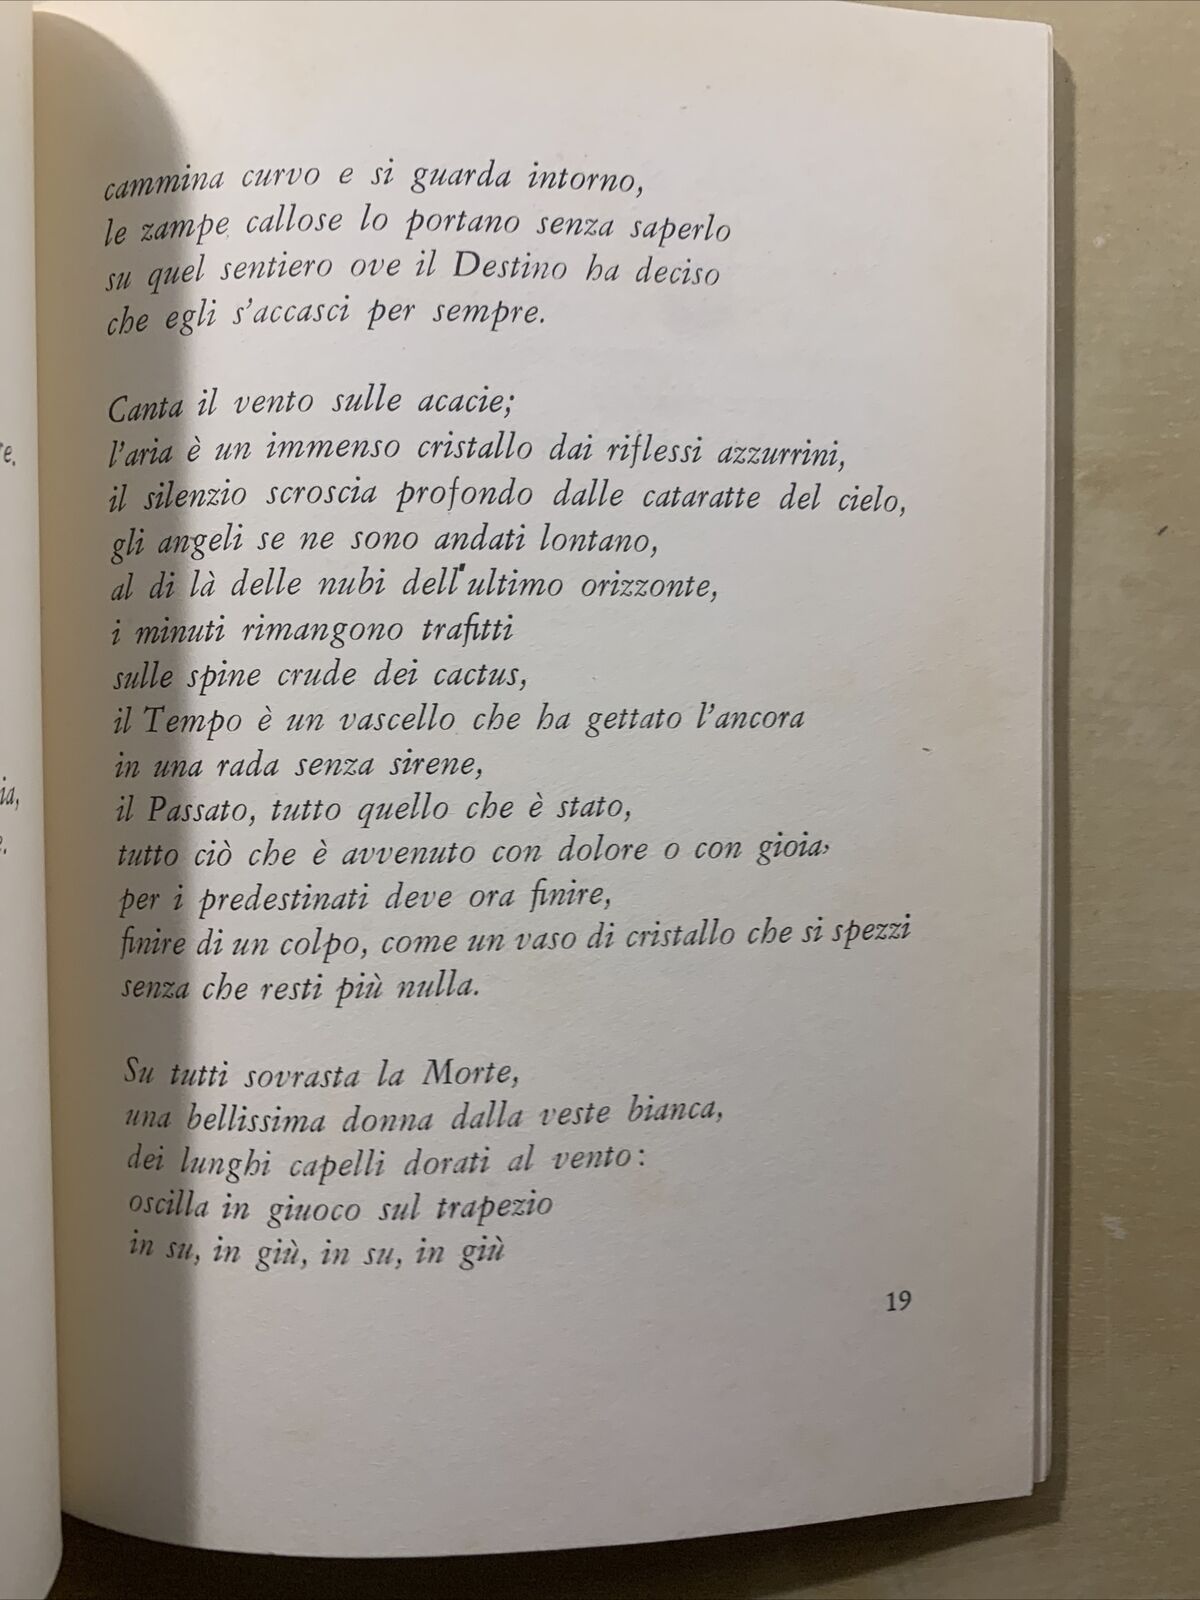 cammina curvo e si guarda intorno,
le zampe callose lo portano senza saperlo
su quel sentiero ove il Destino ha deciso
che egli s'accasci per sempre.
Canta il vento sulle acacie;
l'aria è un immenso cristallo dai riflessi azzurrini,
il silenzio scroscia profondo dalle cataratte del cielo,
gli angeli se ne sono andati lontano,
al di là delle nubi dell'ultimo orizzonte,
i minuti rimangono trafitti
sulle spine crude dei cactus,
il Tempo è un vascello che ha gettato l'ancora
in una rada senza sirene,
il Passato, tutto quello che è stato,
tutto ciò che è avvenuto con dolore o con gioia,
per i predestinati deve ora finire,
finire di un colpo, come un vaso di cristallo che si spezzi
senza che resti più nulla.
Su tutti sovrasta la Morte,
una bellissima donna dalla veste bianca,
dei lunghi capelli dorati al vento:
oscilla in giuoco sul trapezio
in su, in giù, in su, in giù
19